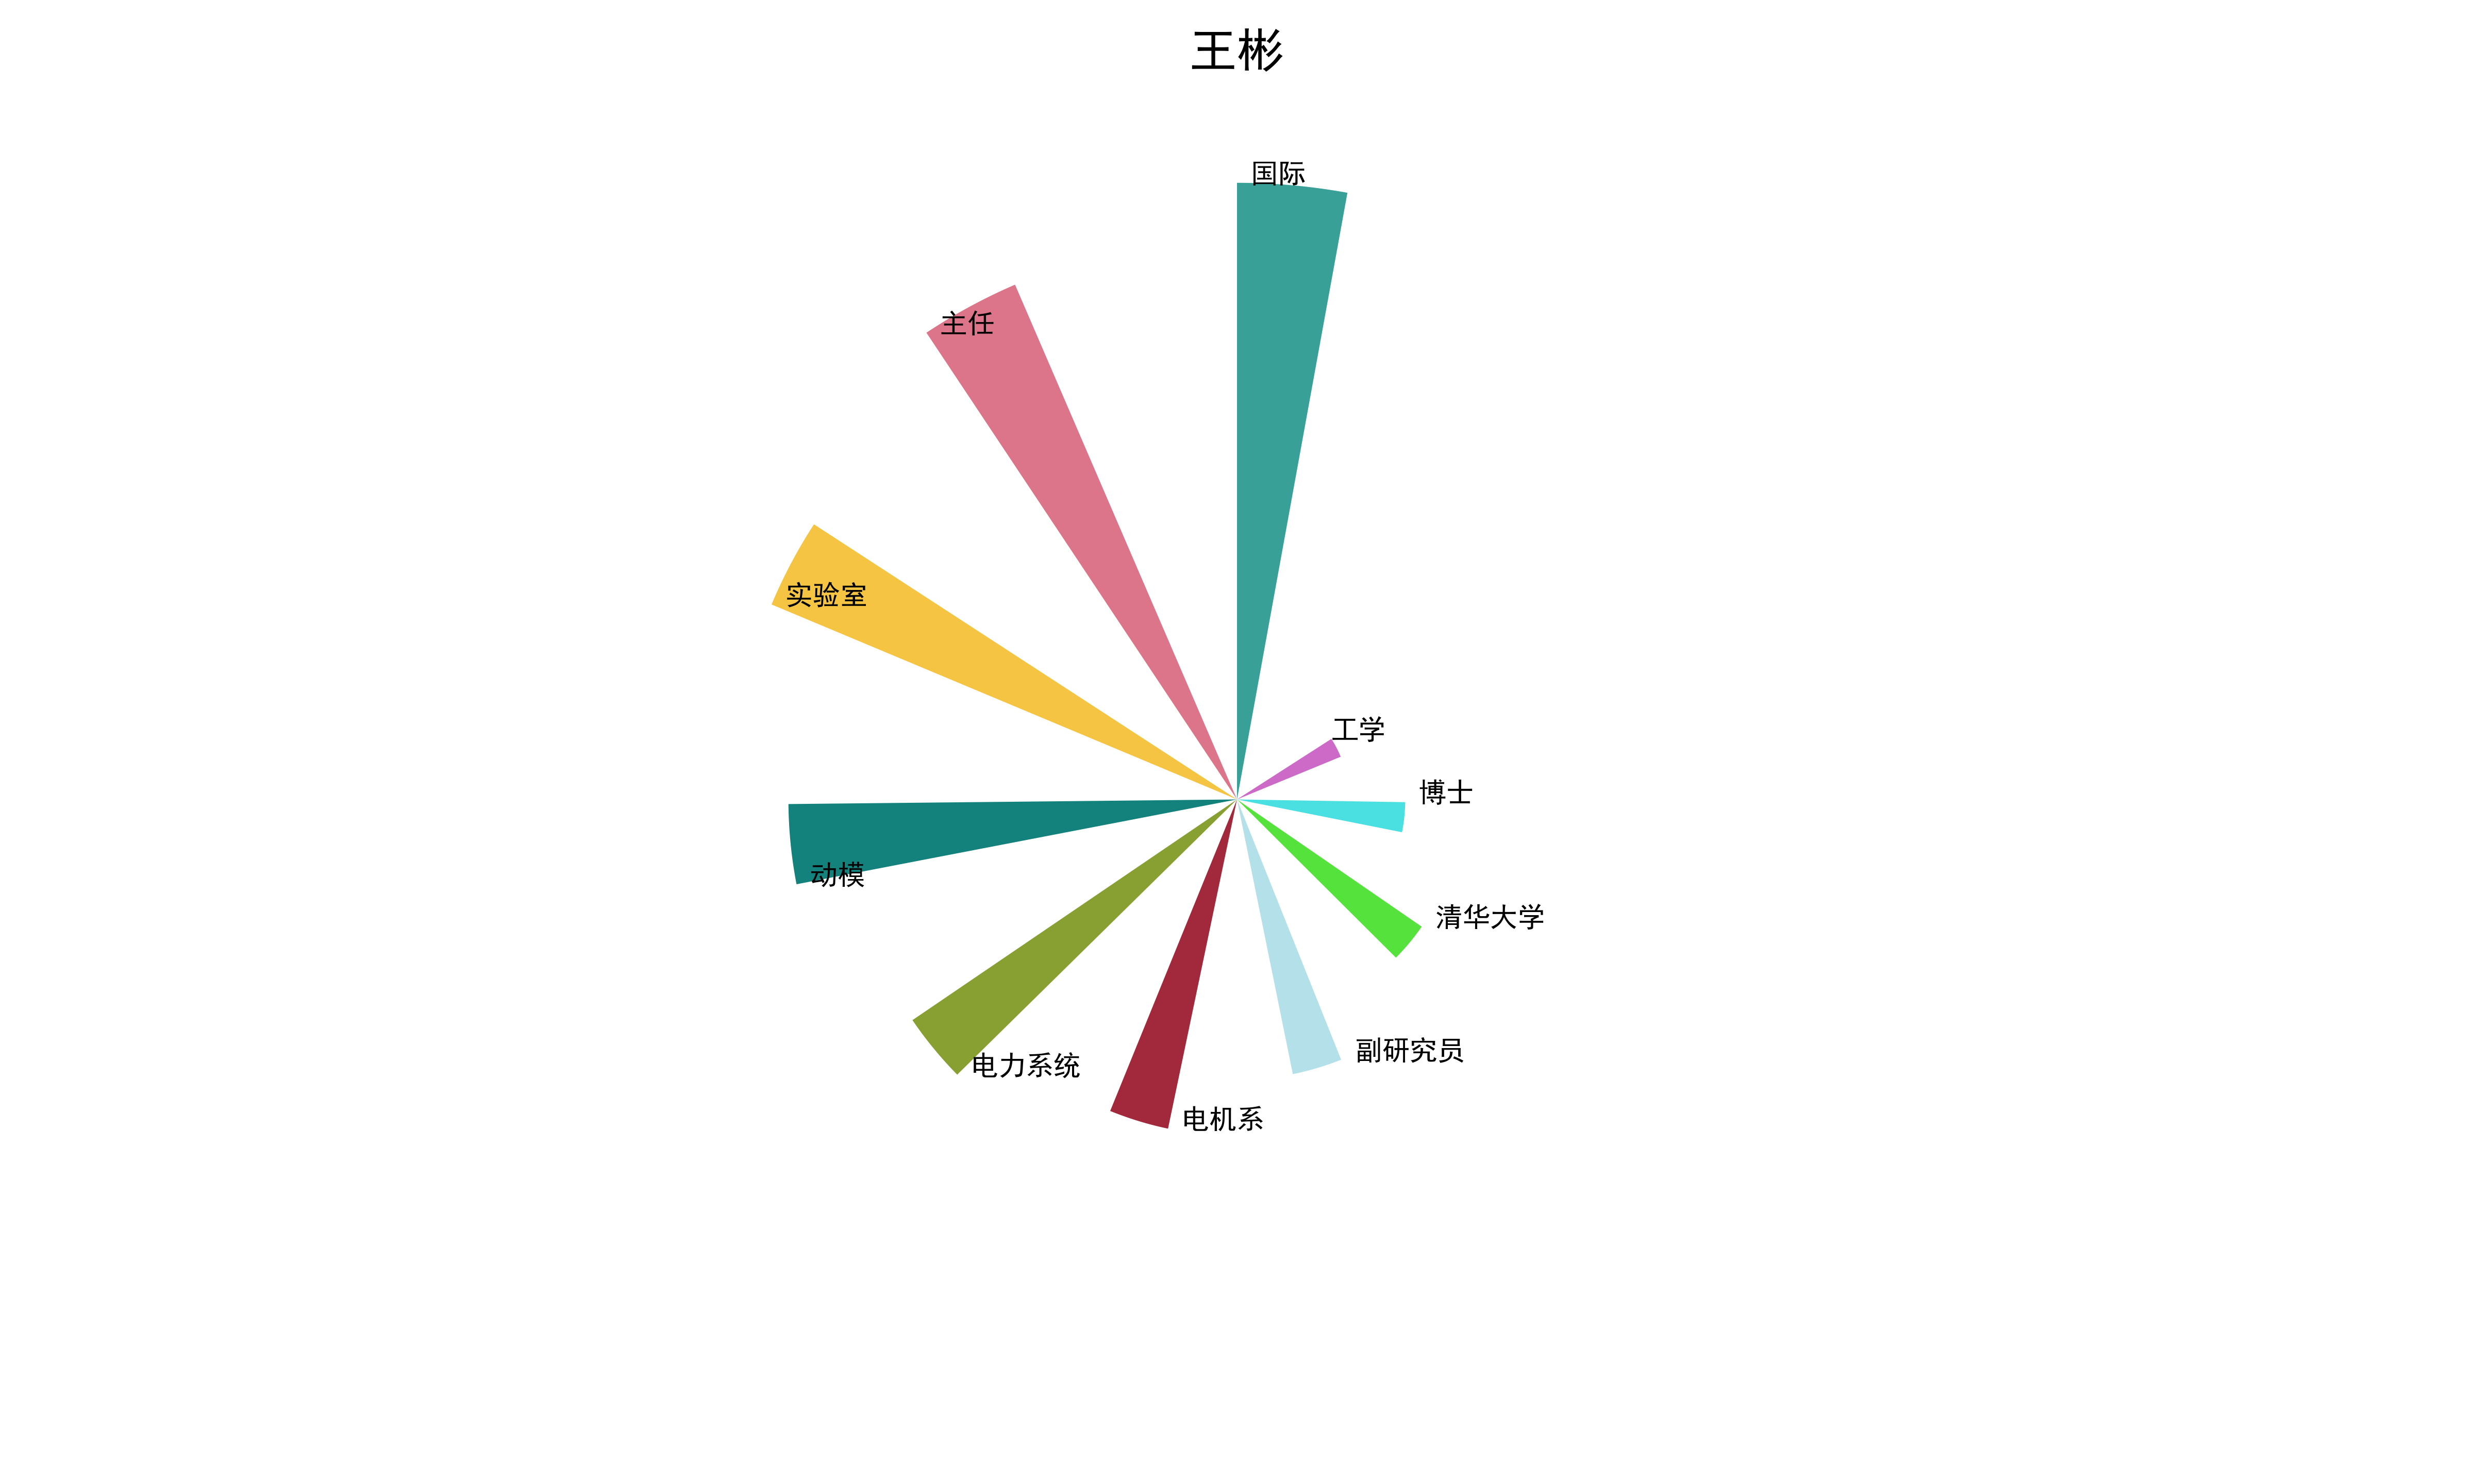 王彬
国际
主任
实验室
工学
博士
动模
清华大学
副研究员
电力系统
电机系